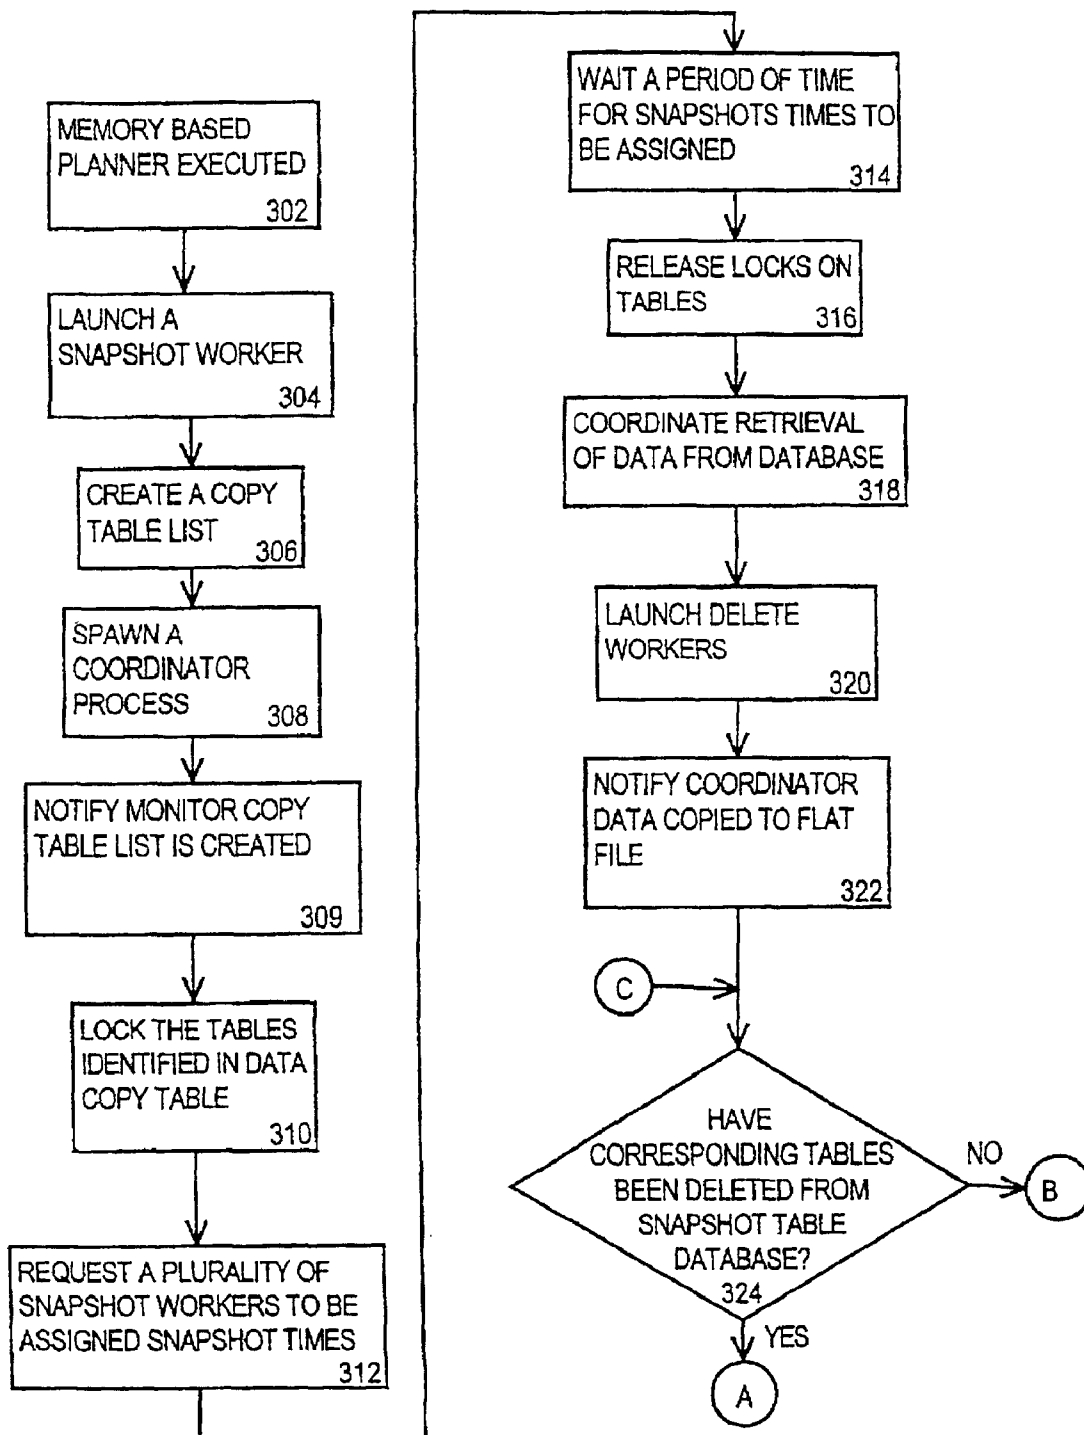 MEMORY BASED
PLANNER EXECUTED
302
LAUNCH A
SNAPSHOT WORKER
304
CREATE A COPY
TABLE LIST
306
SPAWN A
COORDINATOR
PROCESS
308
NOTIFY MONITOR COPY
TABLE LIST IS CREATED
309
LOCK THE TABLES
IDENTIFIED IN DATA
COPY TABLE
310
REQUEST A PLURALITY OF
SNAPSHOT WORKERS TO BE
ASSIGNED SNAPSHOT TIMES
312
WAIT A PERIOD OF TIME
FOR SNAPSHOTS TIMES TO
BE ASSIGNED
314
RELEASE LOCKS ON
TABLES
316
COORDINATE RETRIEVAL
OF DATA FROM DATABASE
318
LAUNCH DELETE
WORKERS
320
NOTIFY COORDINATOR
DATA COPIED TO FLAT
FILE
322
C
HAVE
CORRESPONDING TABLES
BEEN DELETED FROM
SNAPSHOT TABLE
DATABASE?
324
NO
B
YES
A